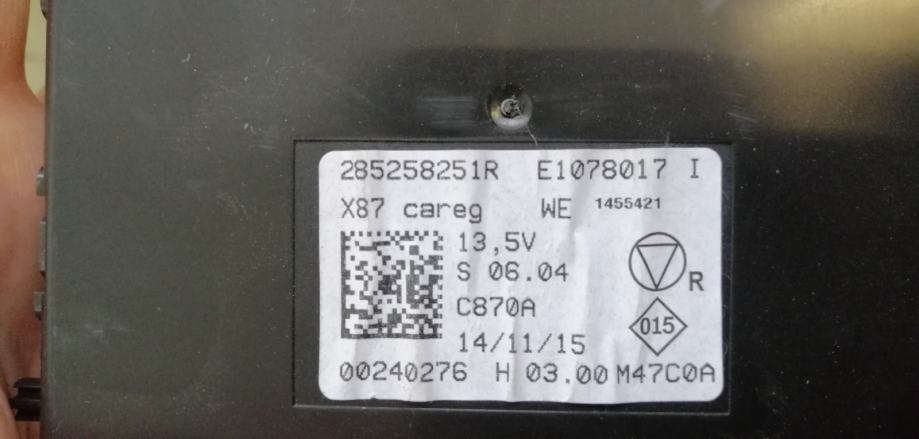 285258251R E1078017 I
X87 careg WE 1455421
13,5V
S 06.04
R
C870A
015
14/11/15
00240276 H 03.00 M47C0A